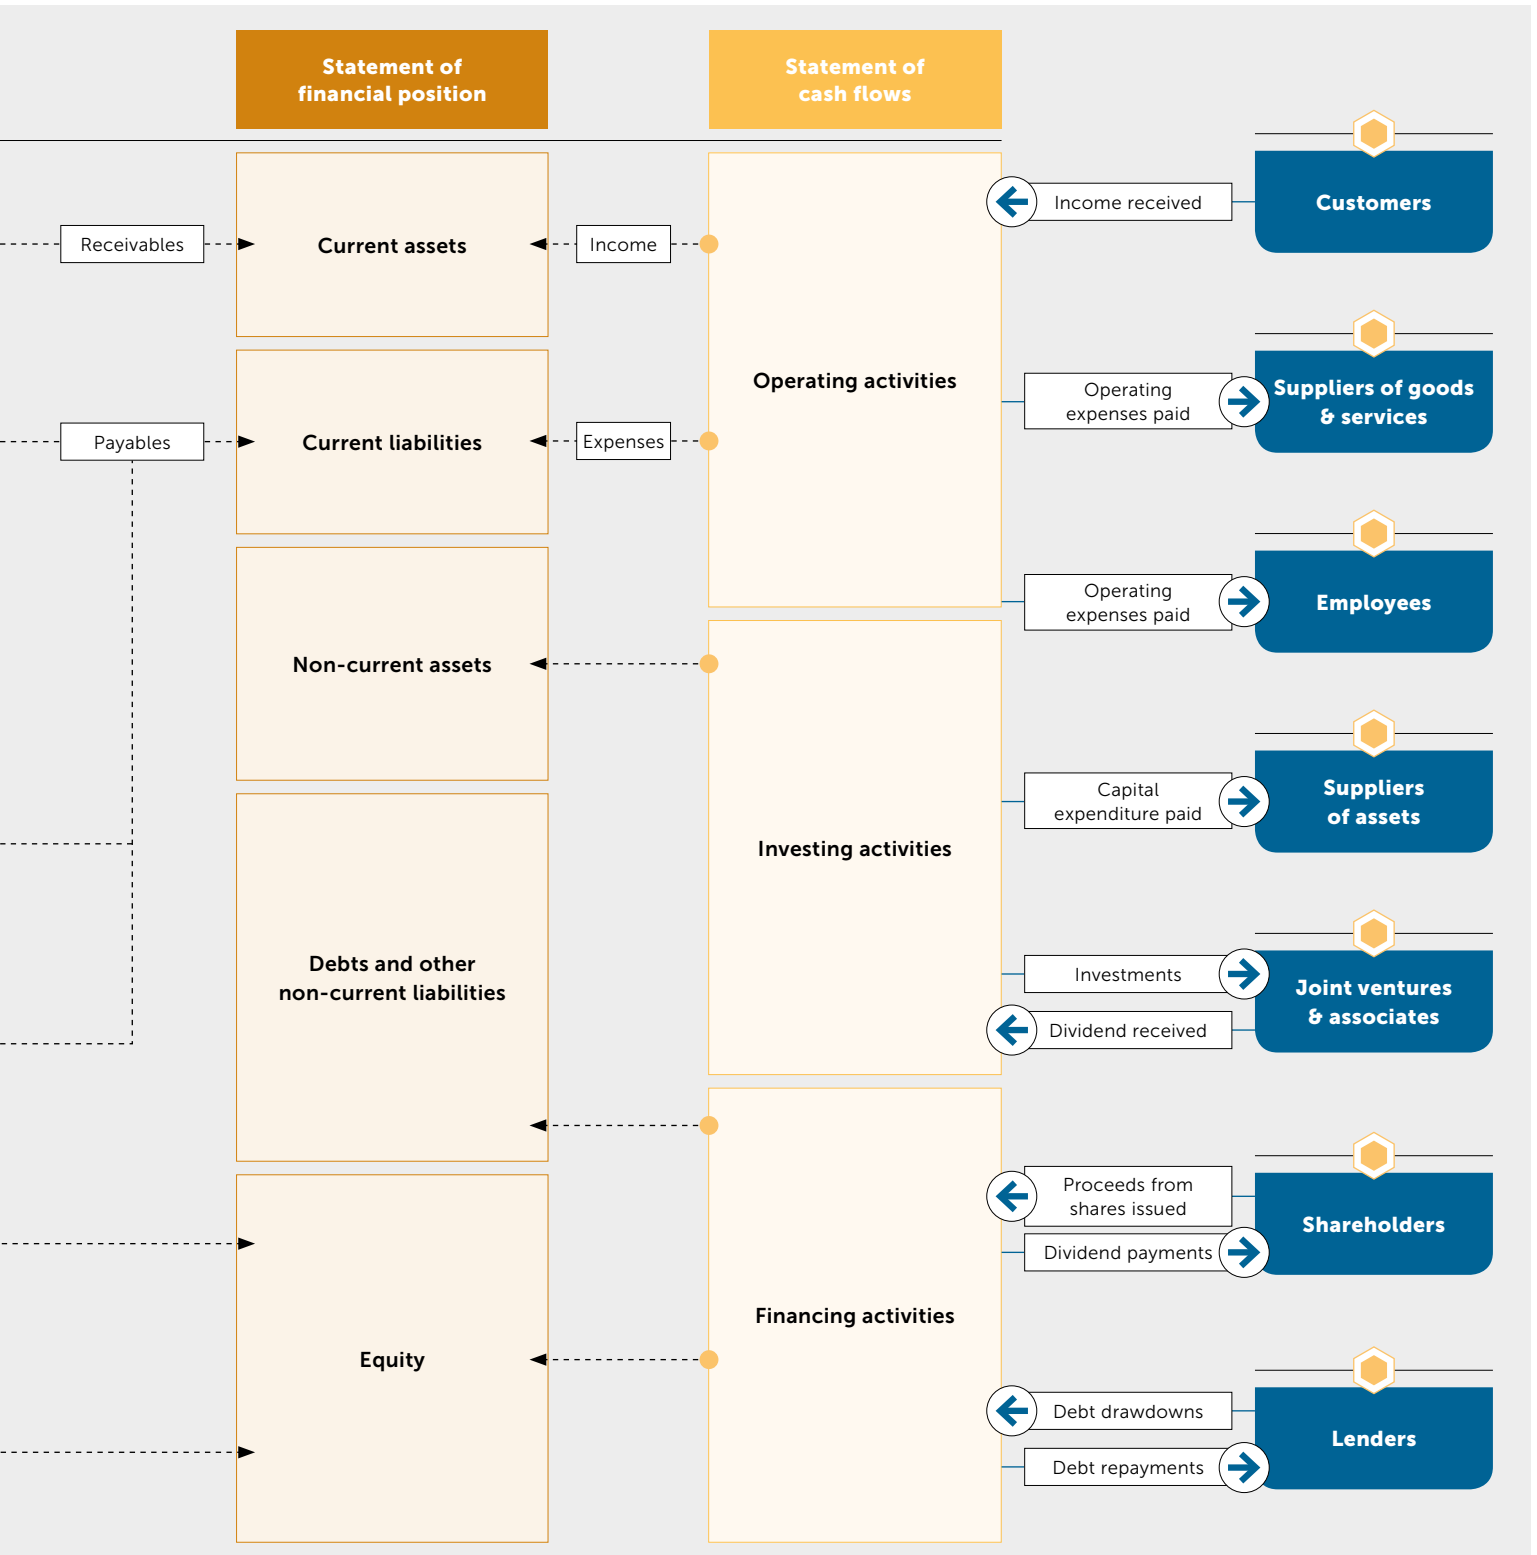 Statement of
financial position
Statement of
cash flows
Customers
Income received
Receivables
Current assets
Income
Operating activities
Operating
expenses paid
Suppliers of goods
& services
Payables
Current liabilities
Expenses
Operating
expenses paid
Employees
Non-current assets
Capital
expenditure paid
Suppliers
of assets
Investing activities
Debts and other
non-current liabilities
Investments
Dividend received
Joint ventures
& associates
Proceeds from
shares issued
Dividend payments
Shareholders
Equity
Financing activities
Debt drawdowns
Debt repayments
Lenders